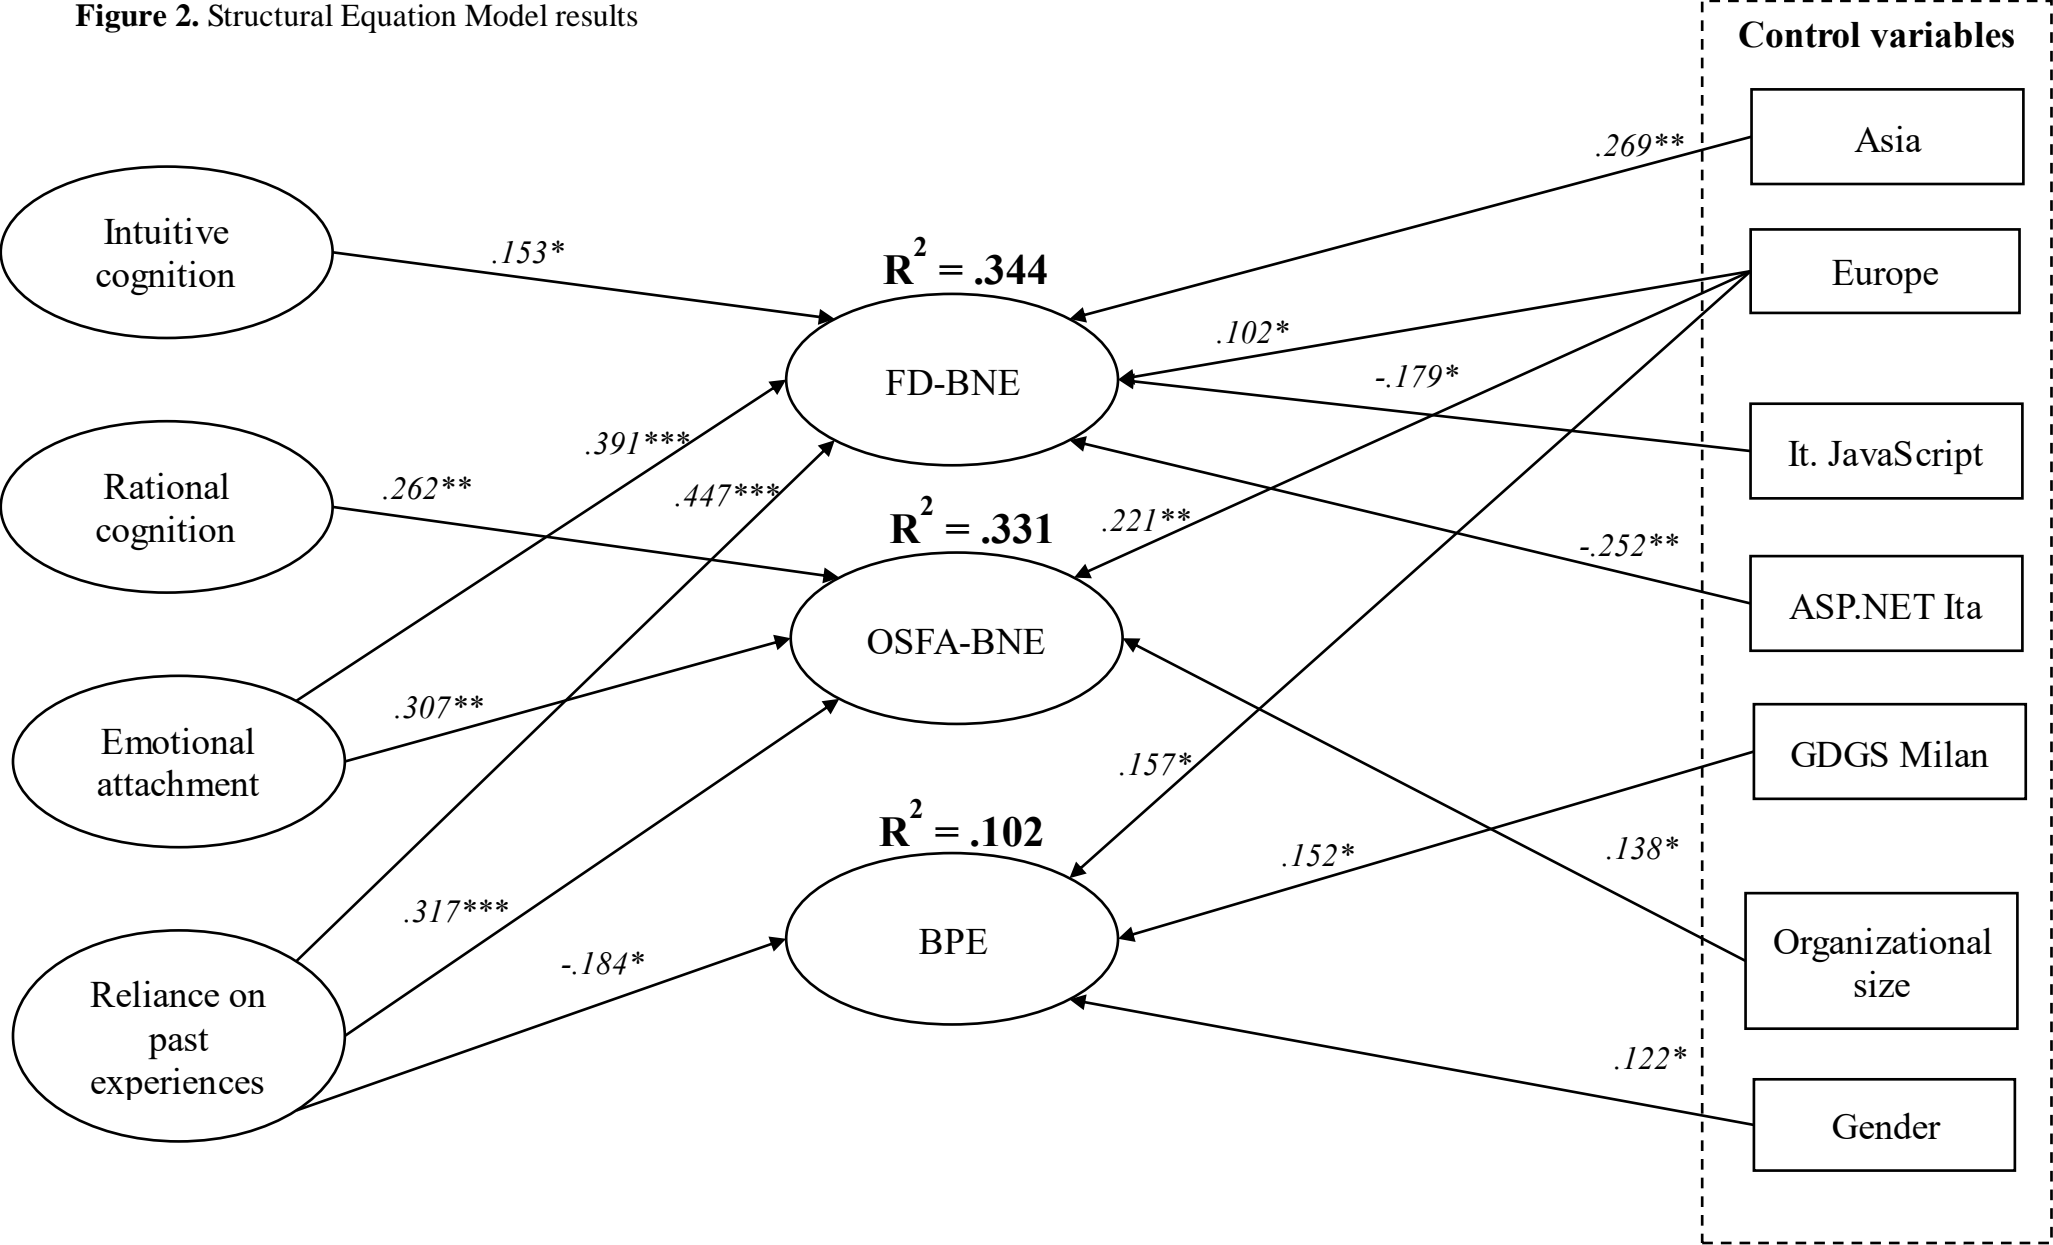 Figure 2. Structural Equation Model results
Control variables
Asia
.269**
Intuitive
cognition
.153*
R² = .344
Europe
.102*
FD-BNE
-.179*
.391***
It. JavaScript
Rational
cognition
.262**
.447***
R² = .331
.221**
-.252**
ASP.NET Ita
OSFA-BNE
.307**
Emotional
attachment
.157*
GDGS Milan
R² = .102
.152*
.138*
.317***
BPE
-.184*
Organizational
size
Reliance on
past
experiences
.122*
Gender